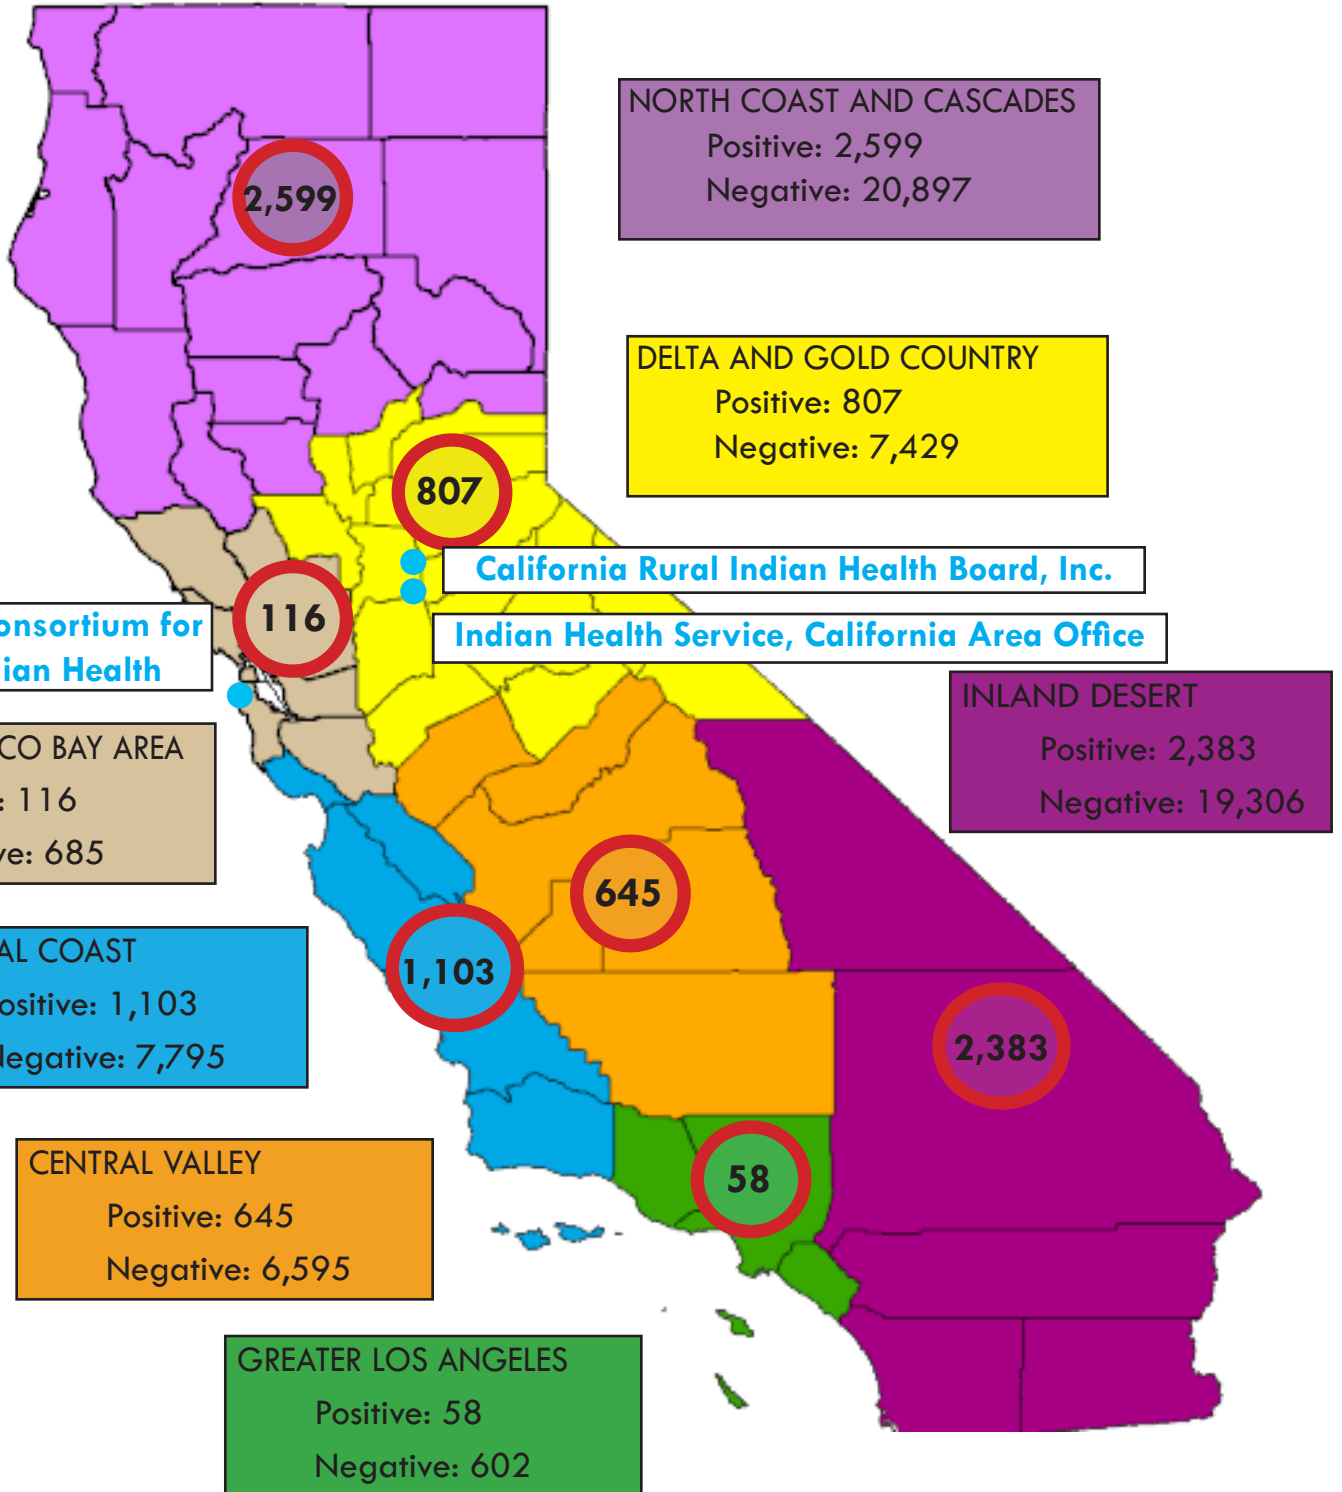 NORTH COAST AND CASCADES
Positive: 2,599
Negative: 20,897
2,599
DELTA AND GOLD COUNTRY
Positive: 807
Negative: 7,429
807
California Rural Indian Health Board, Inc.
onsortium for
ian Health
116
Indian Health Service, California Area Office
INLAND DESERT
Positive: 2,383
Negative: 19,306
CO BAY AREA
: 116
ve: 685
645
AL COAST
ositive: 1,103
Negative: 7,795
1,103
2,383
CENTRAL VALLEY
Positive: 645
Negative: 6,595
58
GREATER LOS ANGELES
Positive: 58
Negative: 602